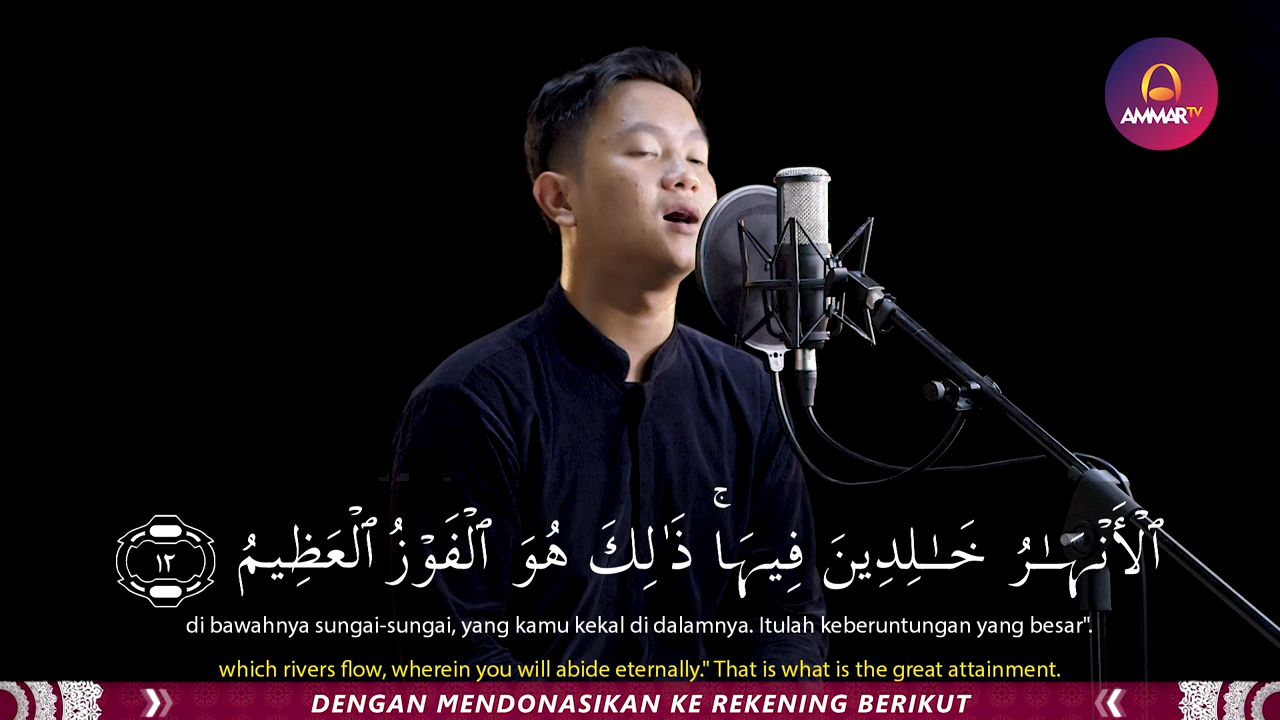 AMMARTV
ٱلْأَنْهَـٰرُ خَـٰلِدِينَ فِيهَا ۚ ذَٰلِكَ هُوَ ٱلْفَوْزُ ٱلْعَظِيمُ ١٢
di bawahnya sungai-sungai, yang kamu kekal di dalamnya. Itulah keberuntungan yang besar".
which rivers flow, wherein you will abide eternally." That is what is the great attainment.
DENGAN MENDONASIKAN KE REKENING BERIKUT